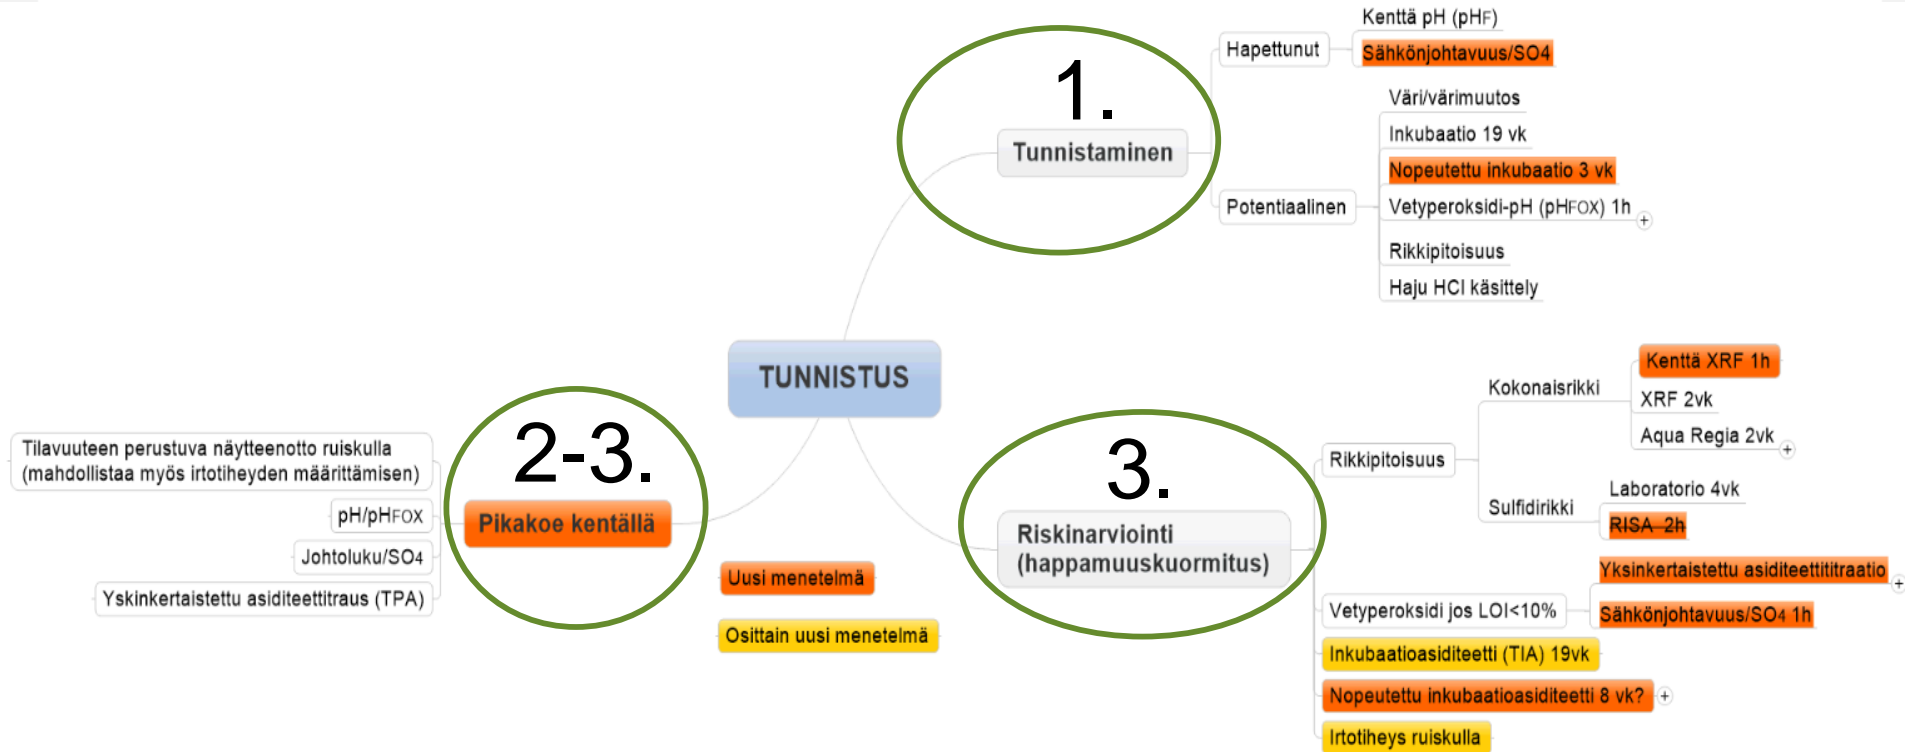 1.
Tunnistaminen
Hapettunut
Kenttä pH (pHF)
Sähkönjohtavuus/SO4
Potentiaalinen
Väri/värimuutos
Inkubaatio 19 vk
Nopeutettu inkubaatio 3 vk
Vetyperoksidi-pH (pHFOX) 1h
Rikkipitoisuus
Haju HCl käsittely
TUNNISTUS
2-3.
Pikakoe kentällä
Tilavuuteen perustuva näytteenotto ruiskulla
(mahdollistaa myös irtotiheyden määrittämisen)
pH/pHFOX
Johtoluku/SO4
Yskinkertaistettu asiditeettitraus (TPA)
Uusi menetelmä
Osittain uusi menetelmä
3.
Riskinarviointi
(happamuuskuormitus)
Rikkipitoisuus
Kokonaisrikki
Kenttä XRF 1h
XRF 2vk
Aqua Regia 2vk
Sulfidirikki
Laboratorio 4vk
RISA 2h
Vetyperoksidi jos LOI<10%
Yksinkertaistettu asiditeettititraatio
Sähkönjohtavuus/SO4 1h
Inkubaatioasiditeetti (TIA) 19vk
Nopeutettu inkubaatioasiditeetti 8 vk?
Irtotiheys ruiskulla